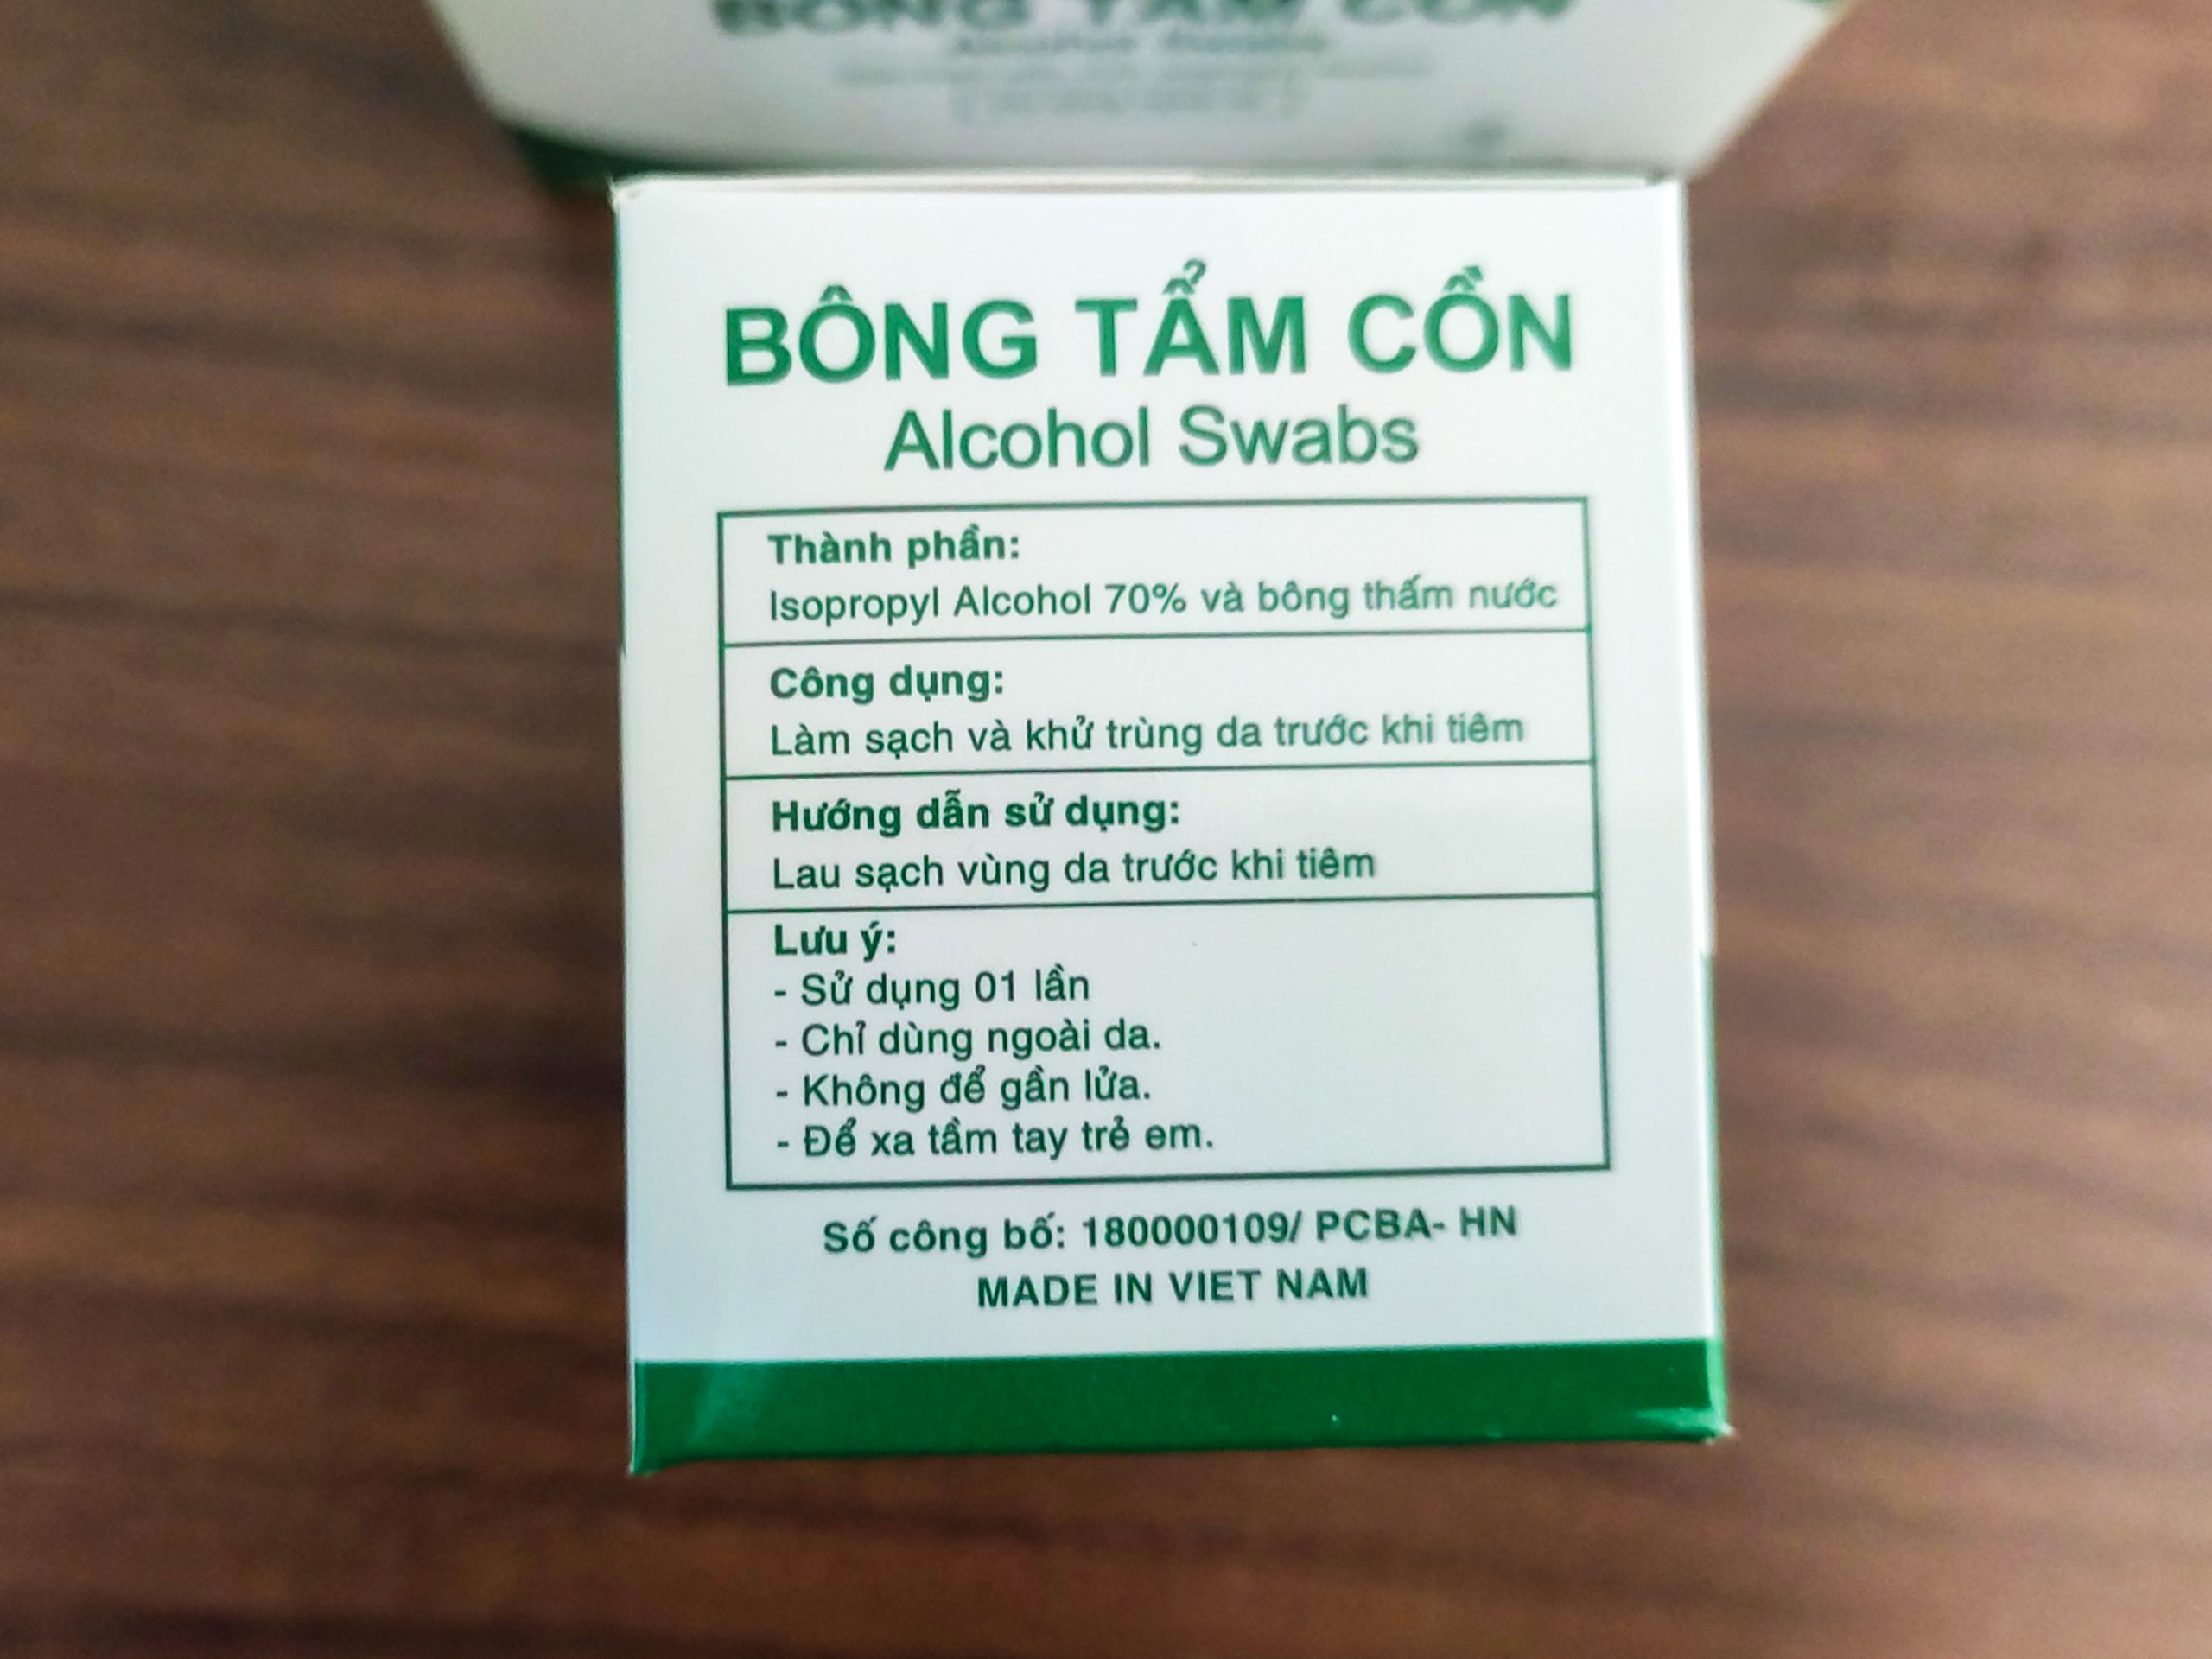 BÔNG TẨM CỒN
BÔNG TẨM CỒN
Alcohol Swabs
Thành phần:
Isopropyl Alcohol 70% và bông thấm nước
Công dụng:
Làm sạch và khử trùng da trước khi tiêm
Hướng dẫn sử dụng:
Lau sạch vùng da trước khi tiêm
Lưu ý:
- Sử dụng 01 lần
- Chỉ dùng ngoài da.
- Không để gần lửa.
- Để xa tầm tay trẻ em.
Số công bố: 180000109/ PCBA- HN
MADE IN VIET NAM